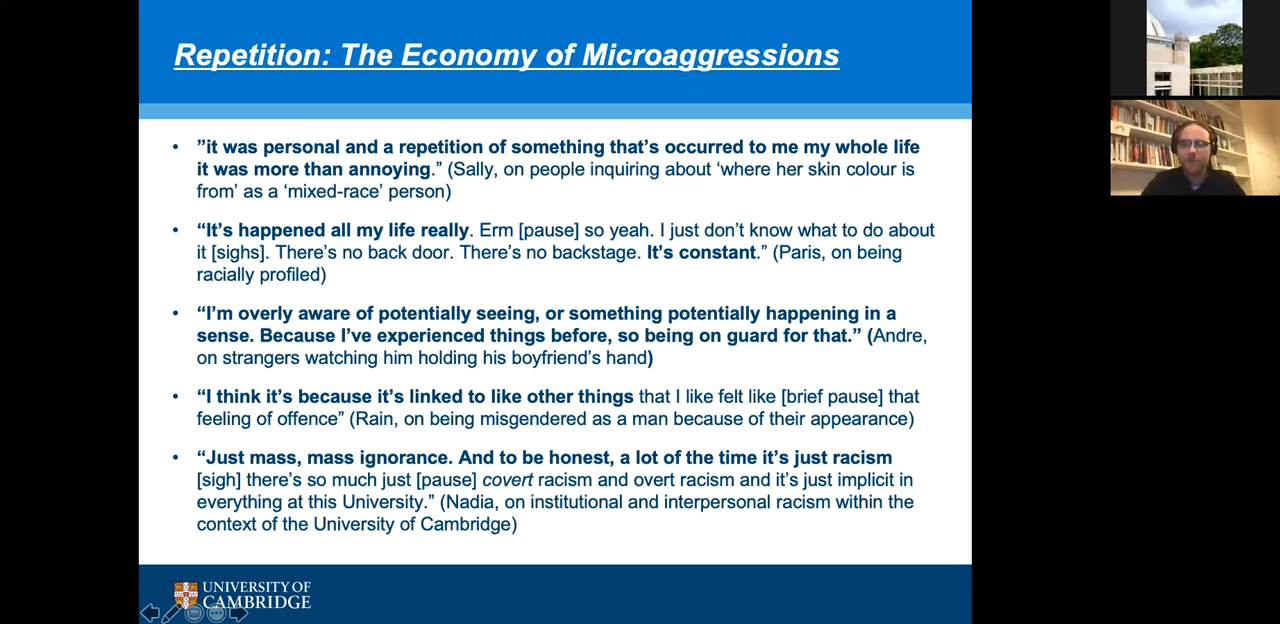 Repetition: The Economy of Microaggressions
• ”it was personal and a repetition of something that’s occurred to me my whole life
it was more than annoying.” (Sally, on people inquiring about ‘where her skin colour is
from’ as a ‘mixed-race’ person)
• “It’s happened all my life really. Erm [pause] so yeah. I just don’t know what to do about
it [sighs]. There’s no back door. There’s no backstage. It’s constant.” (Paris, on being
racially profiled)
• “I’m overly aware of potentially seeing, or something potentially happening in a
sense. Because I’ve experienced things before, so being on guard for that.” (Andre,
on strangers watching him holding his boyfriend’s hand)
• “I think it’s because it’s linked to like other things that I like felt like [brief pause] that
feeling of offence” (Rain, on being misgendered as a man because of their appearance)
• “Just mass, mass ignorance. And to be honest, a lot of the time it’s just racism
[sigh] there’s so much just [pause] covert racism and overt racism and it’s just implicit in
everything at this University.” (Nadia, on institutional and interpersonal racism within the
context of the University of Cambridge)
UNIVERSITY OF
CAMBRIDGE